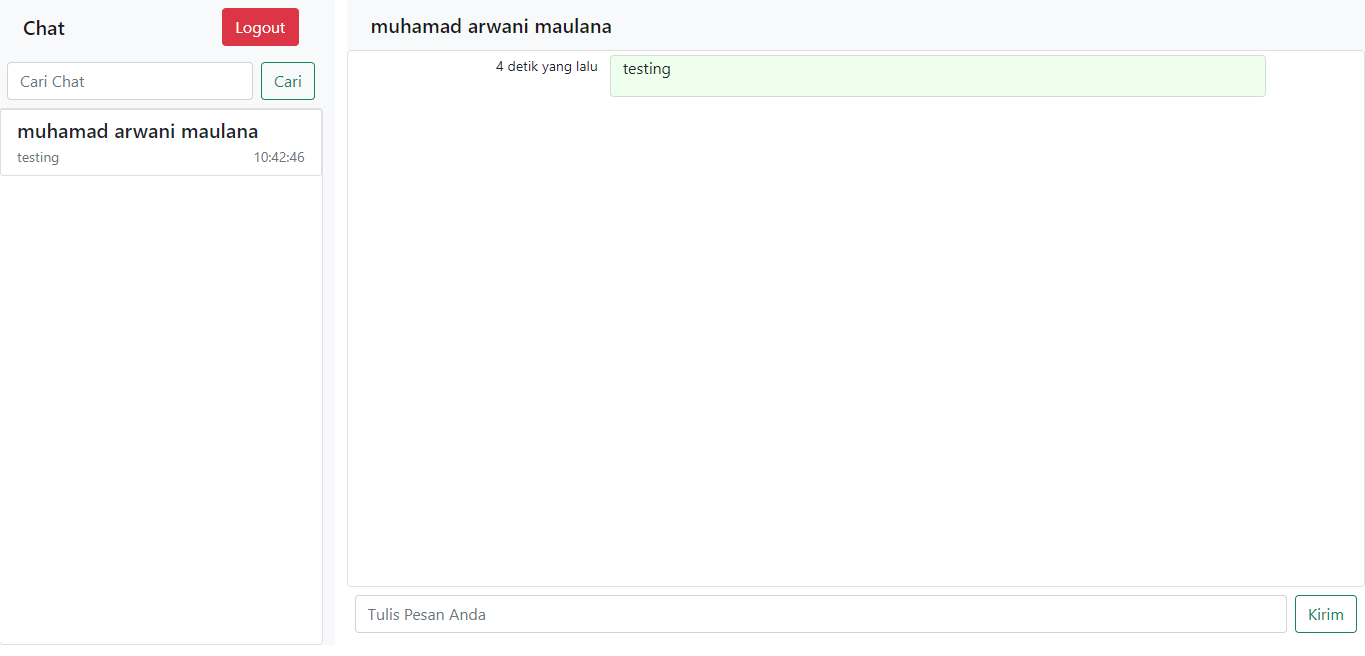 Chat
Logout
Cari Chat
Cari
muhamad arwani maulana
testing 10:42:46
muhamad arwani maulana
4 detik yang lalu
testing
Tulis Pesan Anda
Kirim